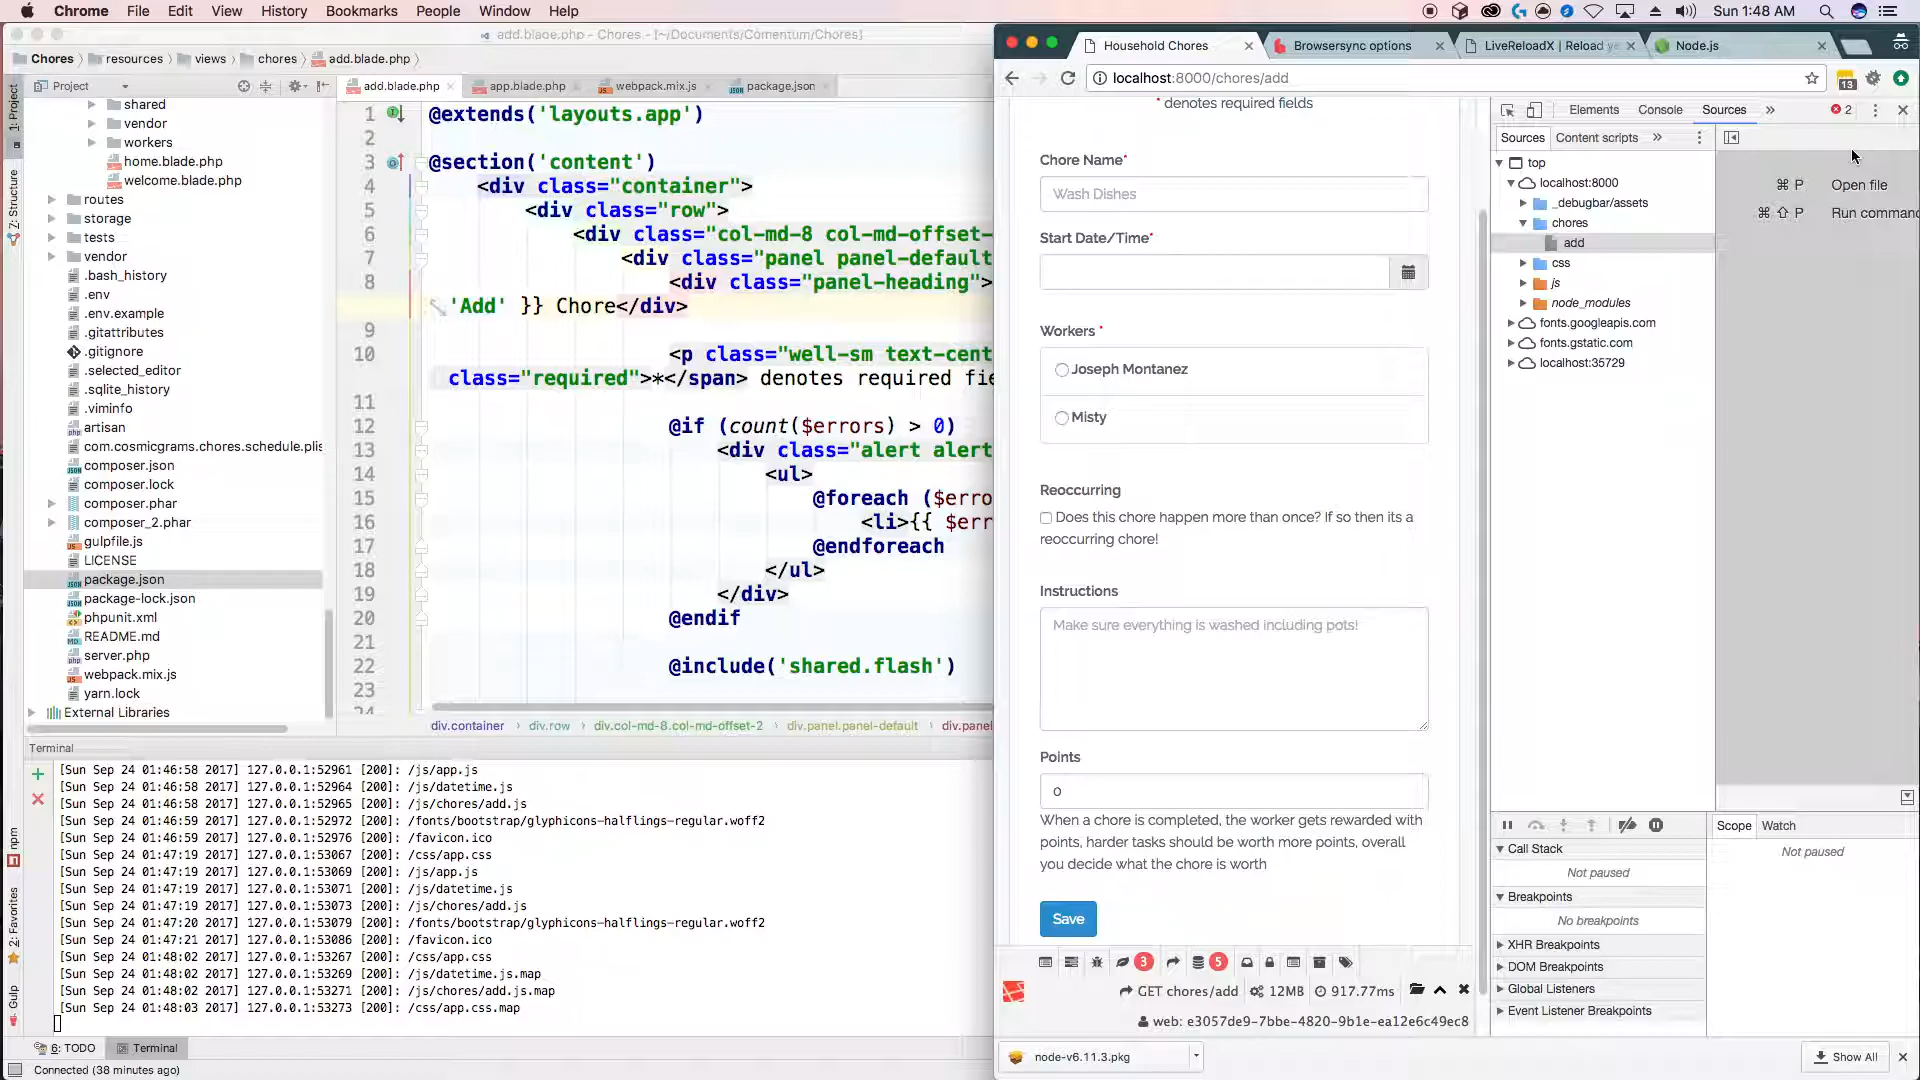 Chrome File Edit View History Bookmarks People Window Help
Sun 1:48 AM
add.blade.php - Chores - [~/Documents/Comentum/Chores]
Chores resources views chores add.blade.php
1: Project
Z: Structure
npm
2: Favorites
Gulp
Project
shared
vendor
workers
home.blade.php
welcome.blade.php
routes
storage
tests
vendor
.bash_history
.env
.env.example
.gitattributes
.gitignore
.selected_editor
.sqlite_history
.viminfo
artisan
com.cosmicgrams.chores.schedule.plis
composer.json
composer.lock
composer.phar
composer_2.phar
gulpfile.js
LICENSE
package.json
package-lock.json
phpunit.xml
README.md
server.php
webpack.mix.js
yarn.lock
External Libraries
add.blade.php app.blade.php webpack.mix.js package.json
1 @extends('layouts.app')
2
3 @section('content')
4 <div class="container">
5 <div class="row">
6 <div class="col-md-8 col-md-offset-
7 <div class="panel panel-default
8 <div class="panel-heading">
'Add' }} Chore</div>
9
10 <p class="well-sm text-cent
class="required">*</span> denotes required fie
11
12 @if (count($errors) > 0)
13 <div class="alert alert
14 <ul>
15 @foreach ($erro
16 <li>{{ $err
17 @endforeach
18 </ul>
19 </div>
20 @endif
21
22 @include('shared.flash')
23
24
div.container div.row div.col-md-8.col-md-offset-2 div.panel.panel-default div.panel
Terminal
[Sun Sep 24 01:46:58 2017] 127.0.0.1:52961 [200]: /js/app.js
[Sun Sep 24 01:46:58 2017] 127.0.0.1:52964 [200]: /js/datetime.js
[Sun Sep 24 01:46:58 2017] 127.0.0.1:52965 [200]: /js/chores/add.js
[Sun Sep 24 01:46:59 2017] 127.0.0.1:52972 [200]: /fonts/bootstrap/glyphicons-halflings-regular.woff2
[Sun Sep 24 01:46:59 2017] 127.0.0.1:52976 [200]: /favicon.ico
[Sun Sep 24 01:47:19 2017] 127.0.0.1:53067 [200]: /css/app.css
[Sun Sep 24 01:47:19 2017] 127.0.0.1:53069 [200]: /js/app.js
[Sun Sep 24 01:47:19 2017] 127.0.0.1:53071 [200]: /js/datetime.js
[Sun Sep 24 01:47:19 2017] 127.0.0.1:53073 [200]: /js/chores/add.js
[Sun Sep 24 01:47:20 2017] 127.0.0.1:53079 [200]: /fonts/bootstrap/glyphicons-halflings-regular.woff2
[Sun Sep 24 01:47:21 2017] 127.0.0.1:53086 [200]: /favicon.ico
[Sun Sep 24 01:48:02 2017] 127.0.0.1:53267 [200]: /css/app.css
[Sun Sep 24 01:48:02 2017] 127.0.0.1:53269 [200]: /js/datetime.js.map
[Sun Sep 24 01:48:02 2017] 127.0.0.1:53271 [200]: /js/chores/add.js.map
[Sun Sep 24 01:48:03 2017] 127.0.0.1:53273 [200]: /css/app.css.map
6: TODO Terminal
Connected (38 minutes ago)
Household Chores Browsersync options LiveReloadX | Reload ye Node.js
localhost:8000/chores/add
13
* denotes required fields
Chore Name*
Wash Dishes
Start Date/Time*
Workers *
Joseph Montanez
Misty
Reoccurring
Does this chore happen more than once? If so then its a
reoccurring chore!
Instructions
Make sure everything is washed including pots!
Points
0
When a chore is completed, the worker gets rewarded with
points, harder tasks should be worth more points, overall
you decide what the chore is worth
Save
3 5
GET chores/add 12MB 917.77ms
web: e3057de9-7bbe-4820-9b1e-ea12e6c49ec8
node-v6.11.3.pkg
Show All
Elements Console Sources » 2
Sources Content scripts »
top
localhost:8000
_debugbar/assets
chores
add
css
js
node_modules
fonts.googleapis.com
fonts.gstatic.com
localhost:35729
⌘ P Open file
⌘ ⇧ P Run command
Call Stack
Not paused
Breakpoints
No breakpoints
XHR Breakpoints
DOM Breakpoints
Global Listeners
Event Listener Breakpoints
Scope Watch
Not paused